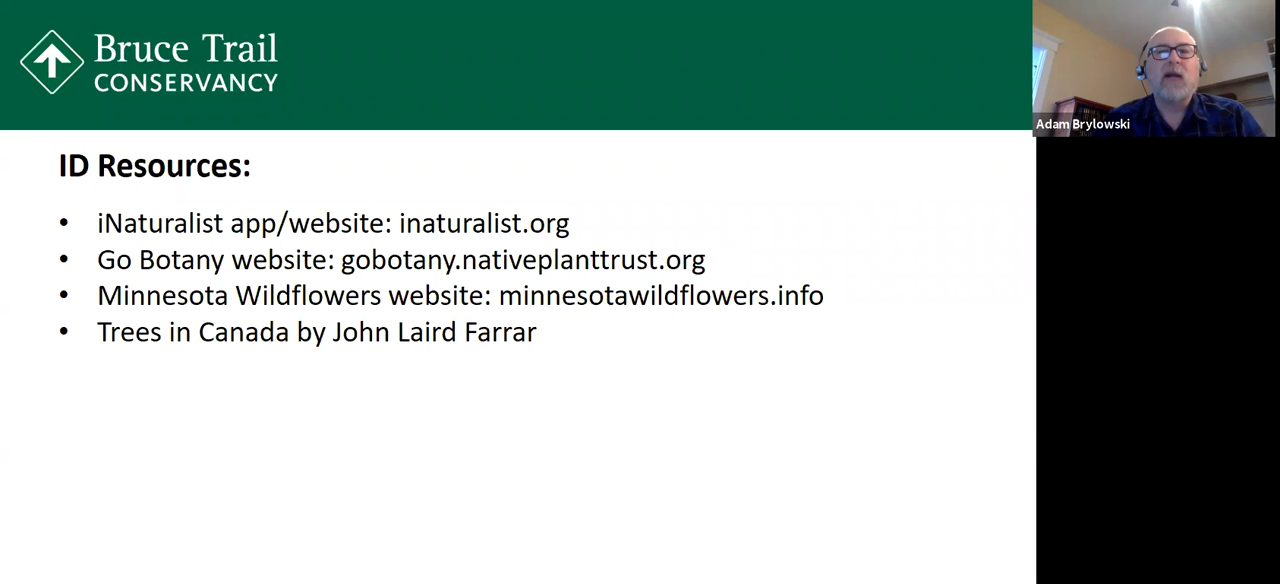 Bruce Trail
CONSERVANCY
Adam Brylowski
ID Resources:
• iNaturalist app/website: inaturalist.org
• Go Botany website: gobotany.nativeplanttrust.org
• Minnesota Wildflowers website: minnesotawildflowers.info
• Trees in Canada by John Laird Farrar